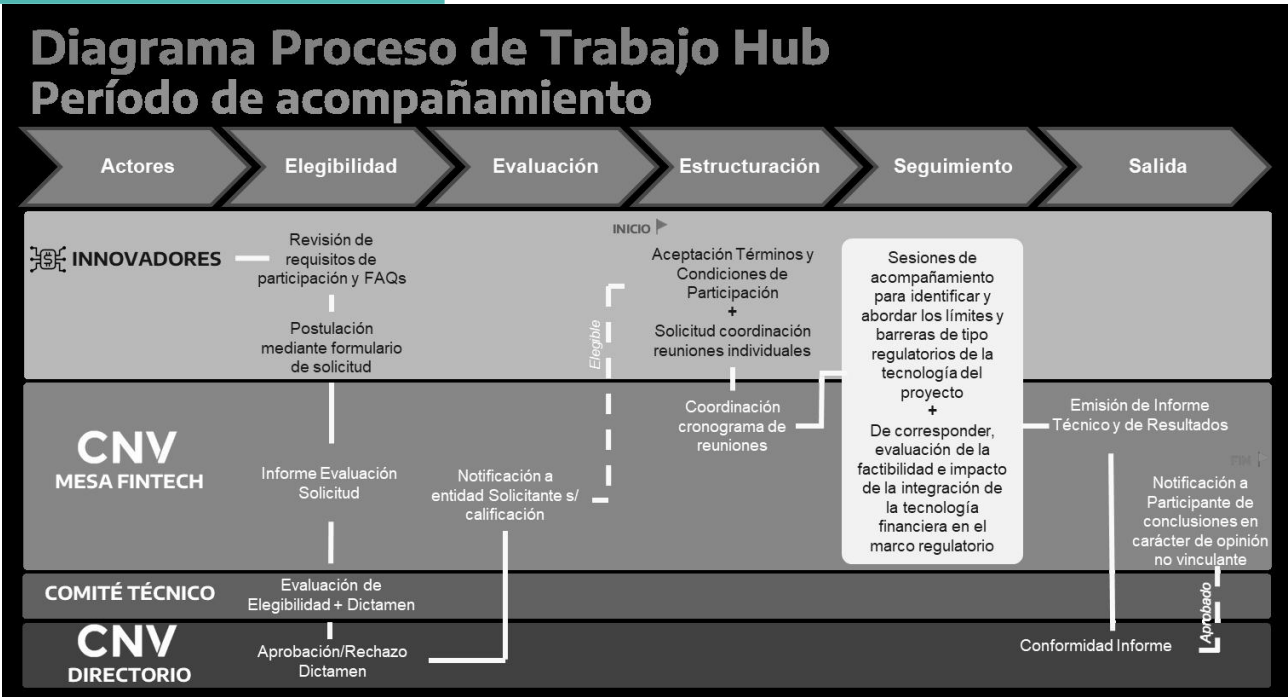 Diagrama Proceso de Trabajo Hub
Período de acompañamiento
Actores
Elegibilidad
Evaluación
Estructuración
Seguimiento
Salida
INNOVADORES
Revisión de
requisitos de
participación y FAQs
Postulación
mediante formulario
de solicitud
INICIO
Aceptación Términos y
Condiciones de
Participación
+
Solicitud coordinación
reuniones individuales
Elegible
Sesiones de
acompañamiento
para identificar y
abordar los límites y
barreras de tipo
regulatorios de la
tecnología del
proyecto
+
De corresponder,
evaluación de la
factibilidad e impacto
de la integración de
la tecnología
financiera en el
marco regulatorio
CNV
MESA FINTECH
Informe Evaluación
Solicitud
Notificación a
entidad Solicitante s/
calificación
Coordinación
cronograma de
reuniones
Emisión de Informe
Técnico y de Resultados
FIN
Notificación a
Participante de
conclusiones en
carácter de opinión
no vinculante
COMITÉ TÉCNICO
Evaluación de
Elegibilidad + Dictamen
Aprobado
CNV
DIRECTORIO
Aprobación/Rechazo
Dictamen
Conformidad Informe